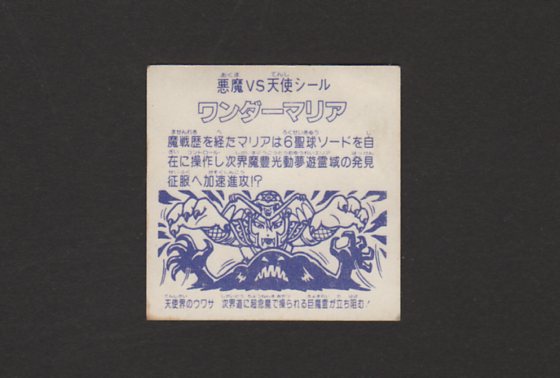 悪魔VS天使シール
ワンダーマリア
魔戦歴を経たマリアは6聖球ソードを自
在に操作し次界魔豊光動夢遊霊域の発見
征服へ加速進攻!?
天使界のウワサ 次界道に超念魔で操られる巨魔霊が立ち阻む!